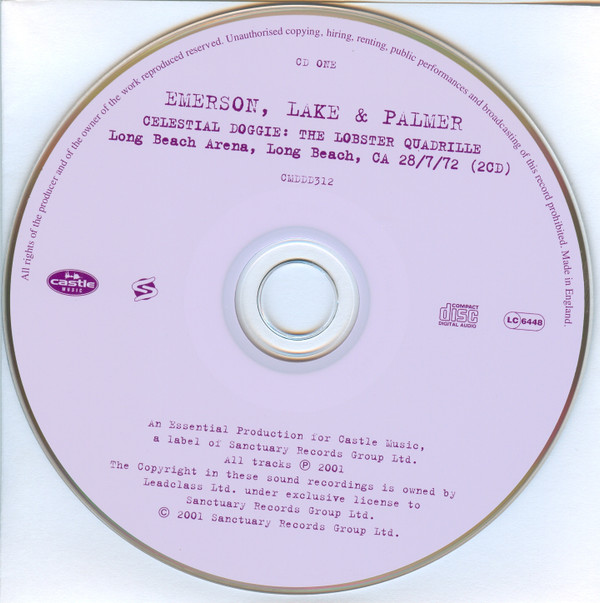 All rights of the producer and of the owner of the work reproduced reserved. Unauthorised copying, hiring, renting, public performances and broadcasting of this record prohibited. Made in England.
CD ONE
EMERSON, LAKE & PALMER
CELESTIAL DOGGIE: THE LOBSTER QUADRILLE
Long Beach Arena, Long Beach, CA 28/7/72 (2CD)
CMDDD312
castle
MUSIC
S
COMPACT
disc
DIGITAL AUDIO
LC 6448
An Essential Production for Castle Music,
a label of Sanctuary Records Group Ltd.
All tracks ℗ 2001
The Copyright in these sound recordings is owned by
Leadclass Ltd. under exclusive license to
Sanctuary Records Group Ltd.
© 2001 Sanctuary Records Group Ltd.